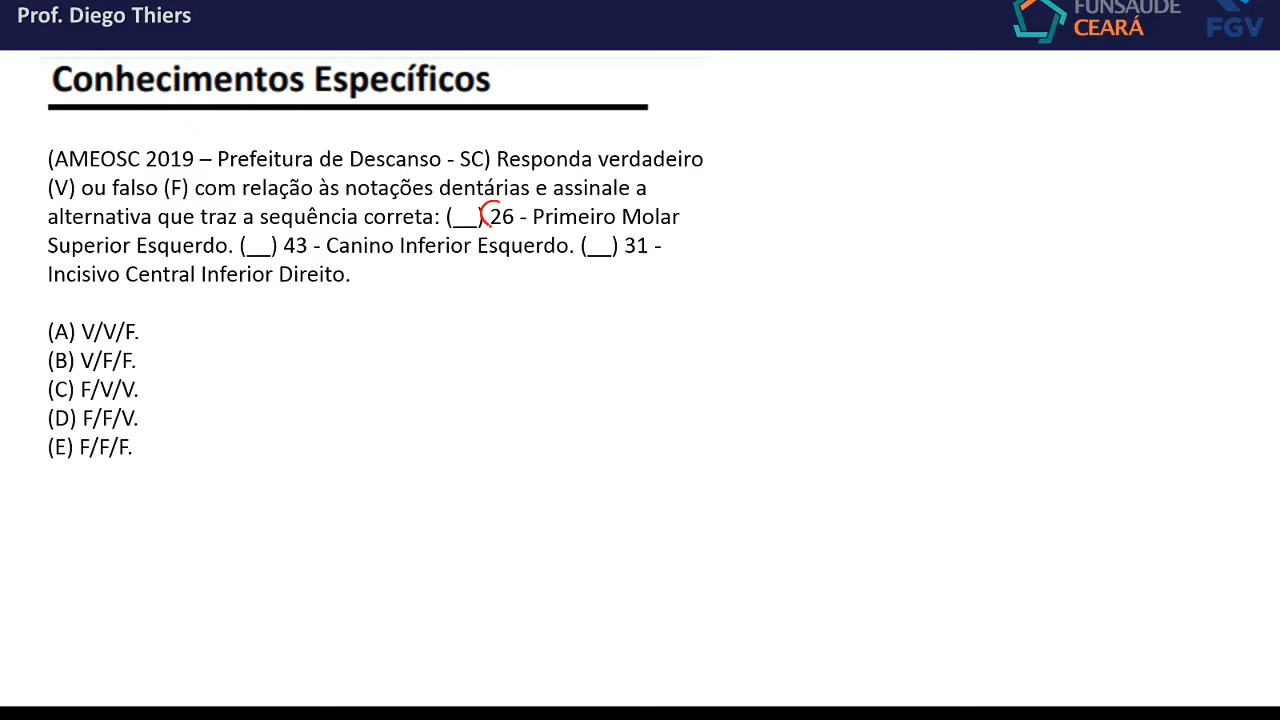 Prof. Diego Thiers
FUNSAÚDE
CEARÁ
FGV
Conhecimentos Específicos
(AMEOSC 2019 – Prefeitura de Descanso - SC) Responda verdadeiro
(V) ou falso (F) com relação às notações dentárias e assinale a
alternativa que traz a sequência correta: (__) 26 - Primeiro Molar
Superior Esquerdo. (__) 43 - Canino Inferior Esquerdo. (__) 31 -
Incisivo Central Inferior Direito.
(A) V/V/F.
(B) V/F/F.
(C) F/V/V.
(D) F/F/V.
(E) F/F/F.